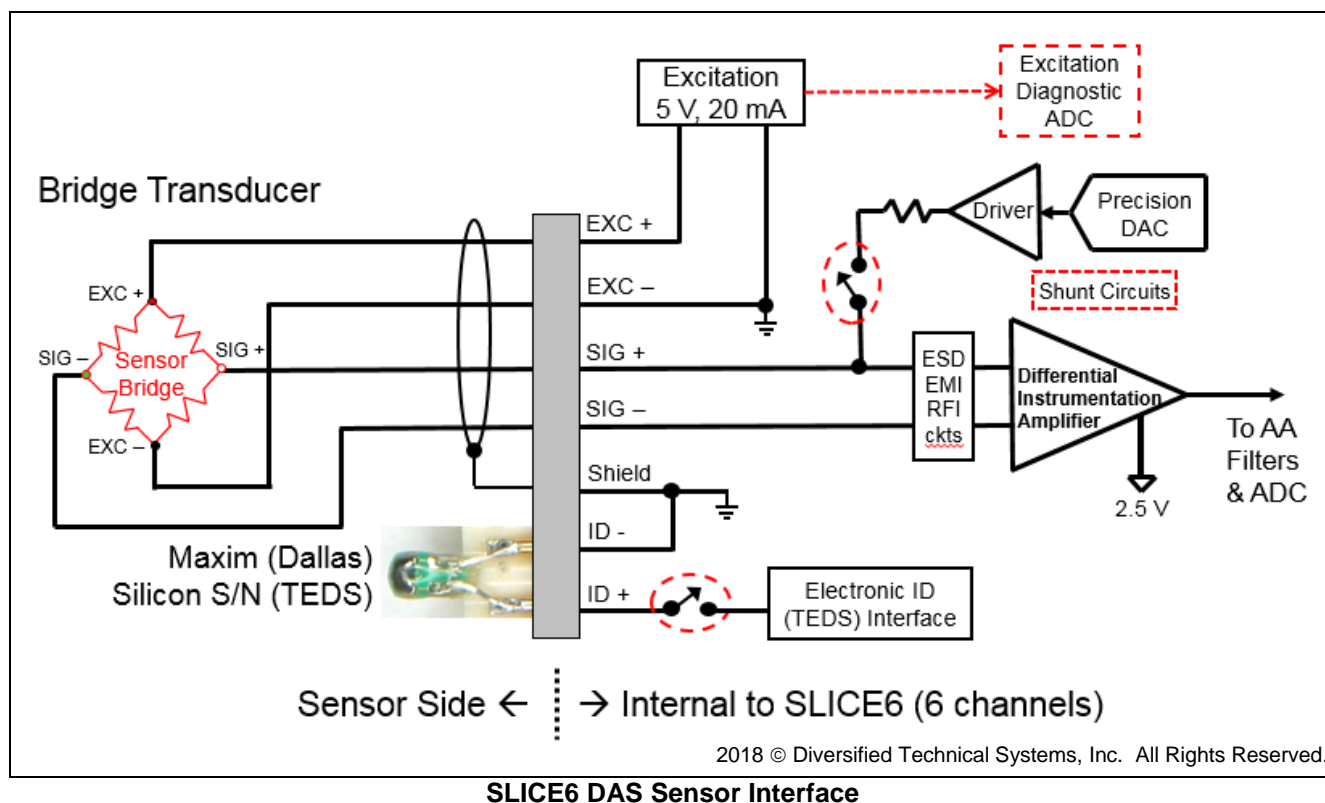 Excitation
5 V, 20 mA
Excitation
Diagnostic
ADC
Bridge Transducer
Driver
Precision
DAC
EXC +
EXC +
EXC –
Shunt Circuits
SIG –
Sensor
Bridge
SIG +
SIG +
ESD
EMI
RFI
ckts
Differential
Instrumentation
Amplifier
SIG –
EXC –
To AA
Filters
& ADC
Shield
2.5 V
ID -
Maxim (Dallas)
Silicon S/N (TEDS)
ID +
Electronic ID
(TEDS) Interface
Sensor Side ← → Internal to SLICE6 (6 channels)
2018 © Diversified Technical Systems, Inc. All Rights Reserved.
SLICE6 DAS Sensor Interface